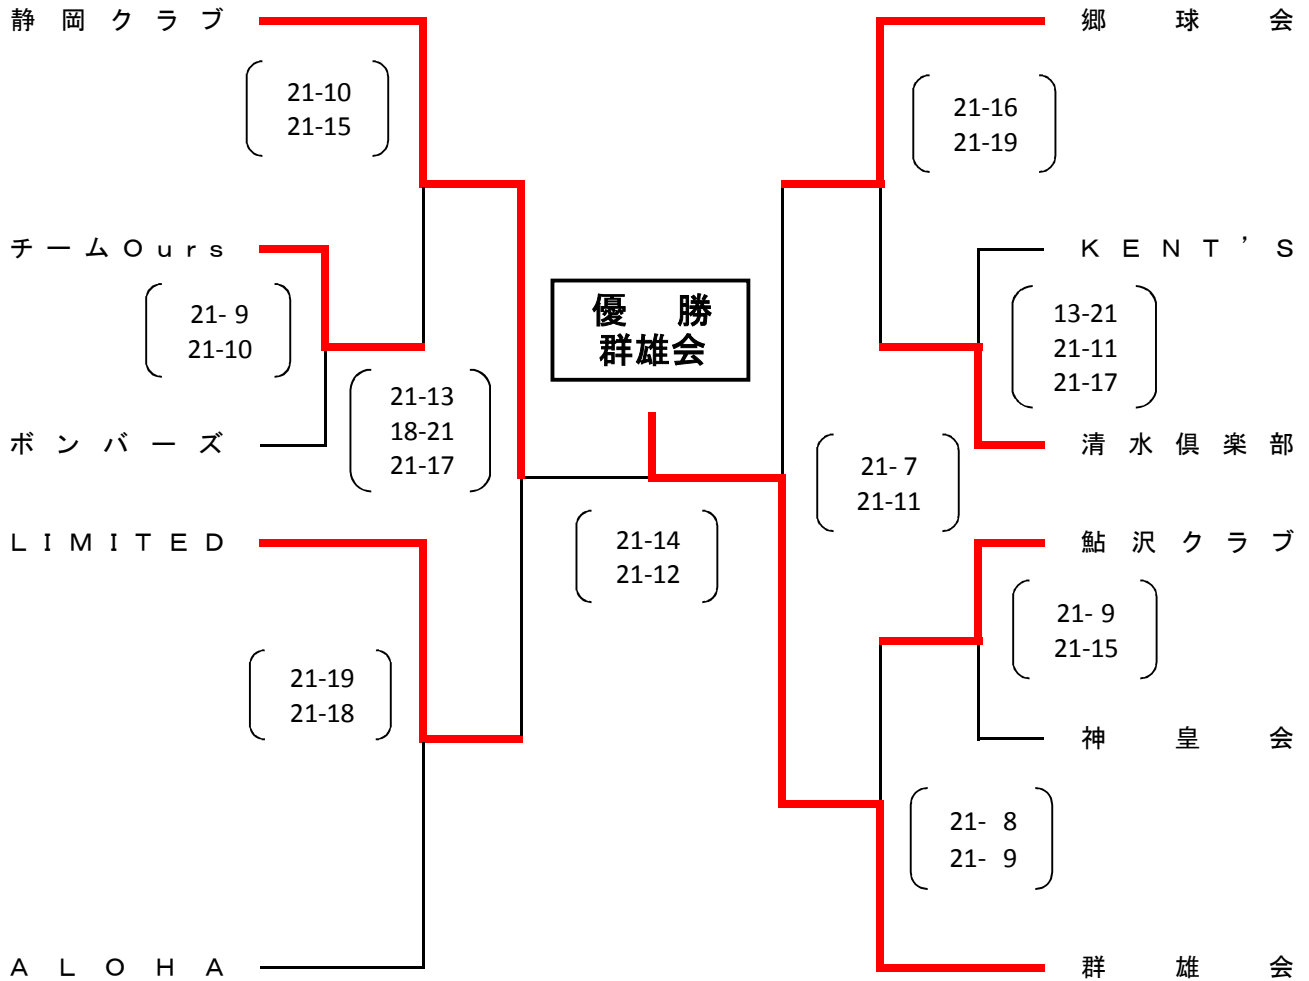 静岡クラブ
郷球会
21-10
21-15
21-16
21-19
チームOurs
KENT'S
21- 9
21-10
優　勝
群雄会
13-21
21-11
21-17
ボンバーズ
21-13
18-21
21-17
清水倶楽部
21- 7
21-11
LIMITED
21-14
21-12
鮎沢クラブ
21- 9
21-15
21-19
21-18
神皇会
21- 8
21- 9
ALOHA
群雄会